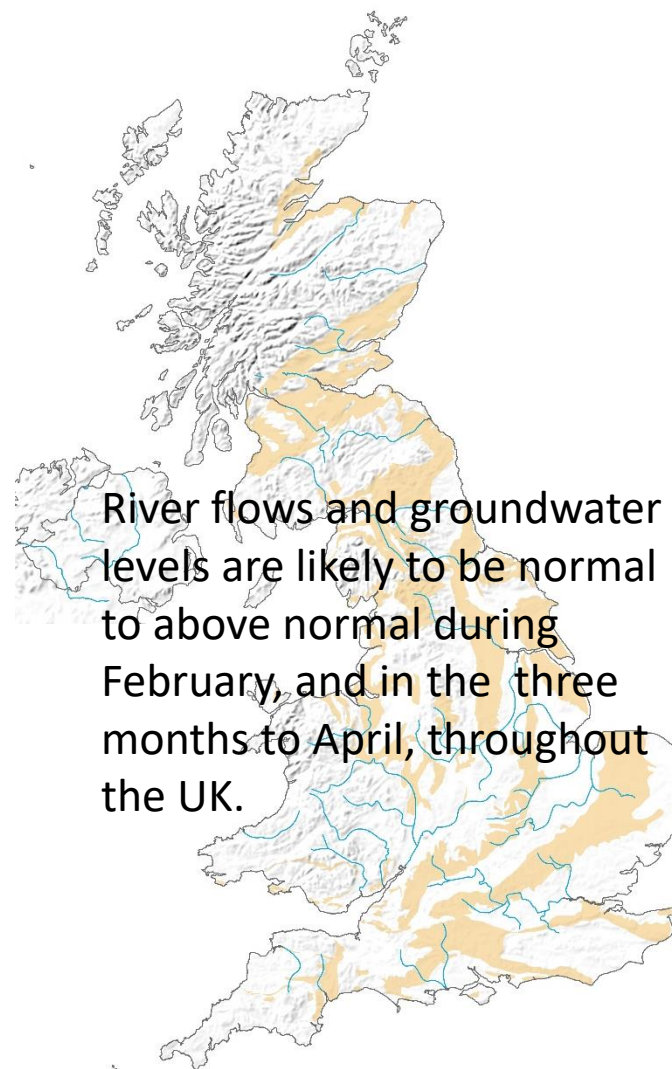 River flows and groundwater
levels are likely to be normal
to above normal during
February, and in the  three
months to April, throughout
the UK.